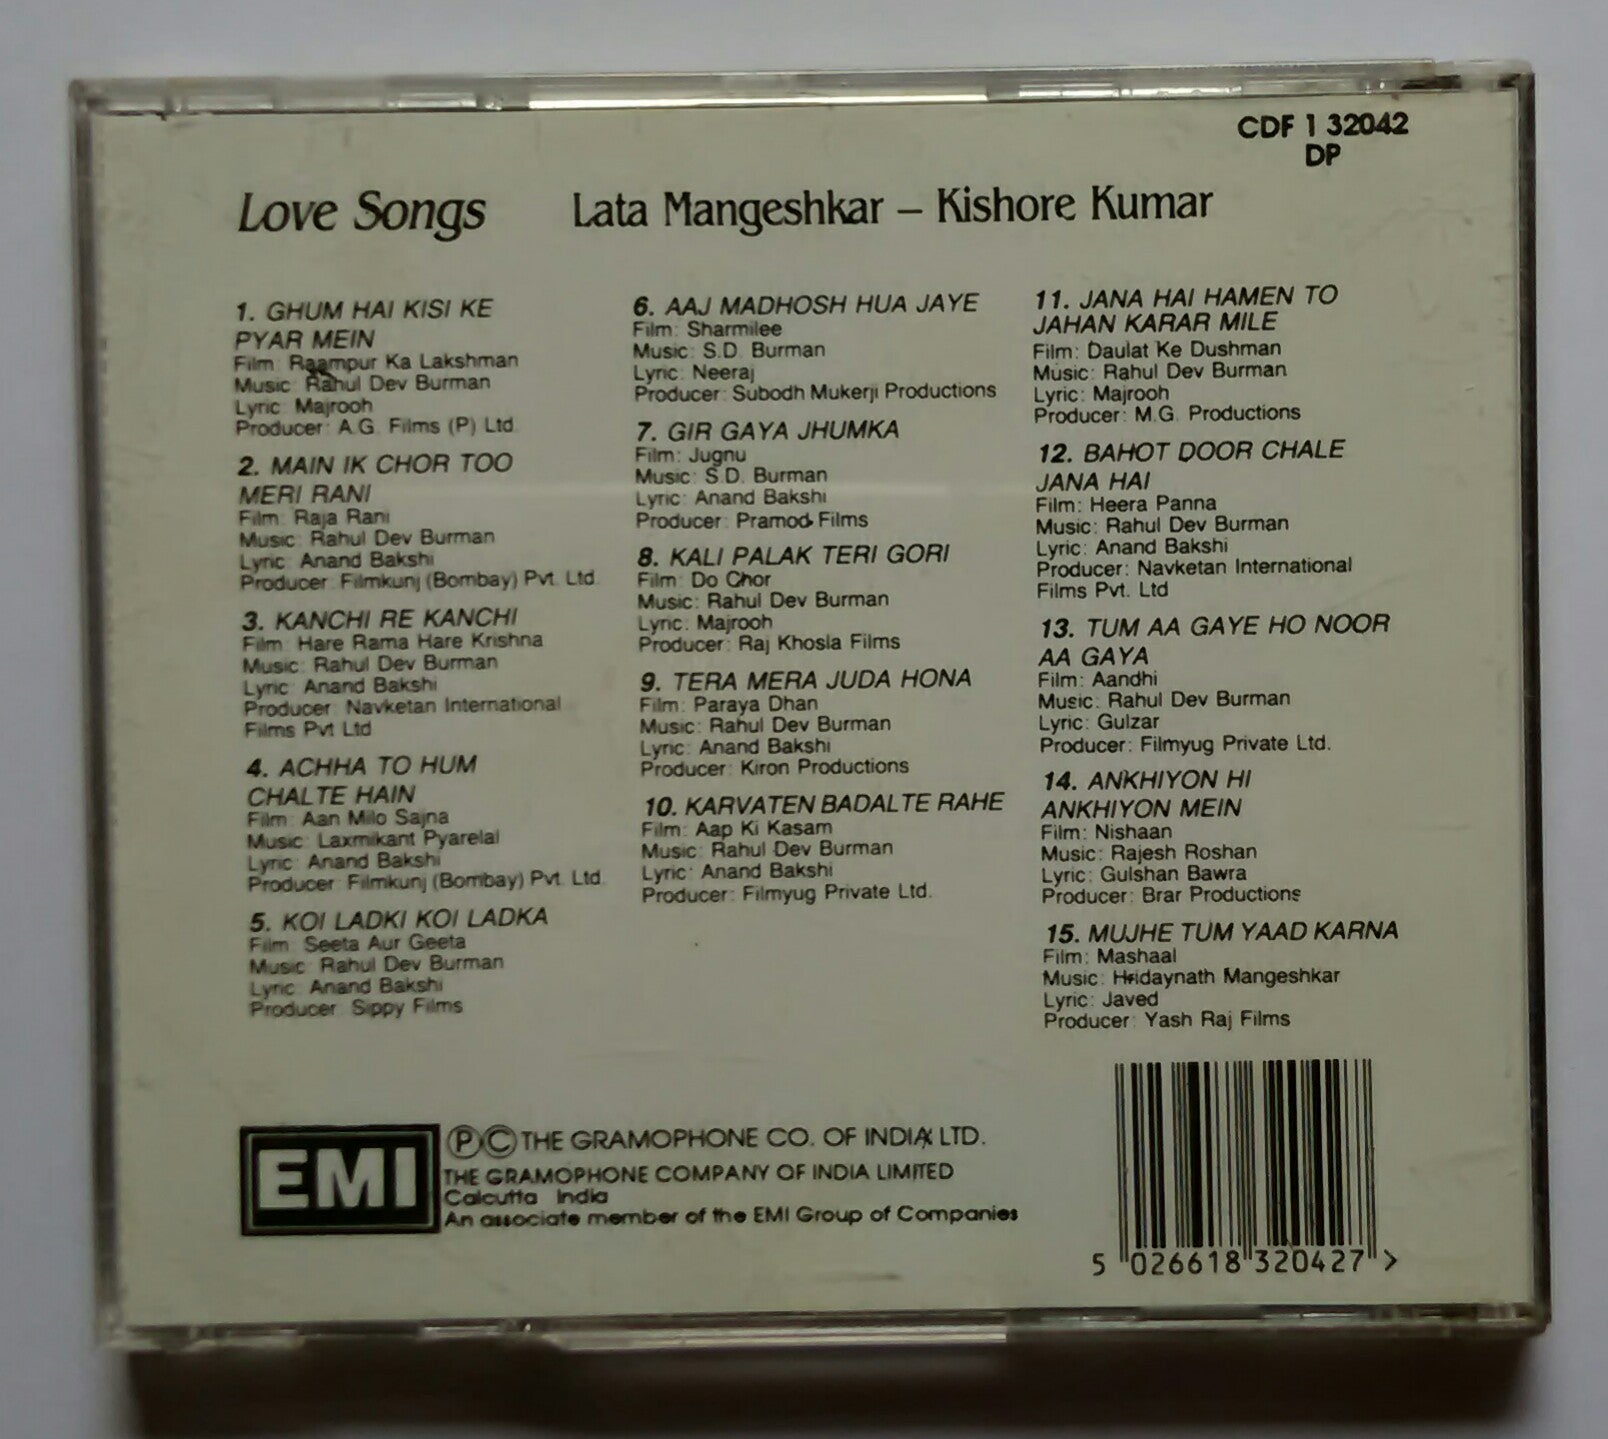 CDF 1 32042
DP
Love Songs Lata Mangeshkar – Kishore Kumar
1. GHUM HAI KISI KE
PYAR MEIN
Film: Raampur Ka Lakshman
Music: Rahul Dev Burman
Lyric: Majrooh
Producer: A.G. Films (P) Ltd
2. MAIN IK CHOR TOO
MERI RANI
Film: Raja Rani
Music: Rahul Dev Burman
Lyric: Anand Bakshi
Producer: Filmkunj (Bombay) Pvt. Ltd.
3. KANCHI RE KANCHI
Film: Hare Rama Hare Krishna
Music: Rahul Dev Burman
Lyric: Anand Bakshi
Producer: Navketan International
Films Pvt Ltd
4. ACHHA TO HUM
CHALTE HAIN
Film: Aan Milo Sajna
Music: Laxmikant Pyarelal
Lyric: Anand Bakshi
Producer: Filmkunj (Bombay) Pvt. Ltd.
5. KOI LADKI KOI LADKA
Film: Seeta Aur Geeta
Music: Rahul Dev Burman
Lyric: Anand Bakshi
Producer: Sippy Films
6. AAJ MADHOSH HUA JAYE
Film: Sharmilee
Music: S.D. Burman
Lyric: Neeraj
Producer: Subodh Mukerji Productions
7. GIR GAYA JHUMKA
Film: Jugnu
Music: S.D. Burman
Lyric: Anand Bakshi
Producer: Pramod Films
8. KALI PALAK TERI GORI
Film: Do Chor
Music: Rahul Dev Burman
Lyric: Majrooh
Producer: Raj Khosla Films
9. TERA MERA JUDA HONA
Film: Paraya Dhan
Music: Rahul Dev Burman
Lyric: Anand Bakshi
Producer: Kiron Productions
10. KARVATEN BADALTE RAHE
Film: Aap Ki Kasam
Music: Rahul Dev Burman
Lyric: Anand Bakshi
Producer: Filmyug Private Ltd.
11. JANA HAI HAMEN TO
JAHAN KARAR MILE
Film: Daulat Ke Dushman
Music: Rahul Dev Burman
Lyric: Majrooh
Producer: M.G. Productions
12. BAHOT DOOR CHALE
JANA HAI
Film: Heera Panna
Music: Rahul Dev Burman
Lyric: Anand Bakshi
Producer: Navketan International
Films Pvt. Ltd
13. TUM AA GAYE HO NOOR
AA GAYA
Film: Aandhi
Music: Rahul Dev Burman
Lyric: Gulzar
Producer: Filmyug Private Ltd.
14. ANKHIYON HI
ANKHIYON MEIN
Film: Nishaan
Music: Rajesh Roshan
Lyric: Gulshan Bawra
Producer: Brar Productions
15. MUJHE TUM YAAD KARNA
Film: Mashaal
Music: Hridaynath Mangeshkar
Lyric: Javed
Producer: Yash Raj Films
EMI
Ⓟ©THE GRAMOPHONE CO. OF INDIA LTD.
THE GRAMOPHONE COMPANY OF INDIA LIMITED
Calcutta India
An associate member of the EMI Group of Companies
5 026618 320427 >